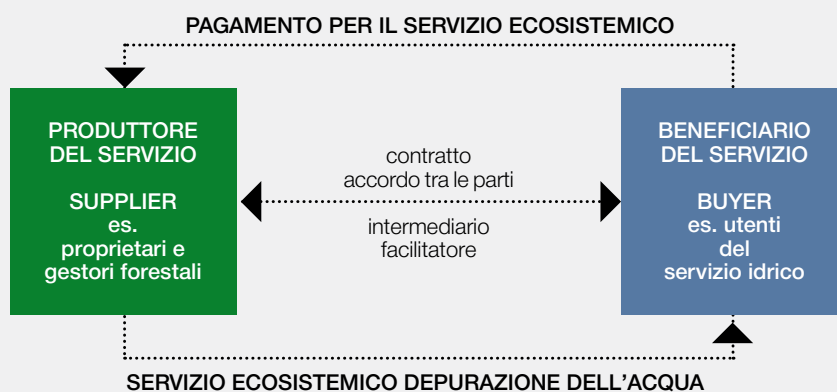 PAGAMENTO PER IL SERVIZIO ECOSISTEMICO
PRODUTTORE
DEL SERVIZIO
SUPPLIER
es.
proprietari e
gestori forestali
contratto
accordo tra le parti
intermediario
facilitatore
BENEFICIARIO
DEL SERVIZIO
BUYER
es. utenti
del
servizio idrico
SERVIZIO ECOSISTEMICO DEPURAZIONE DELL'ACQUA